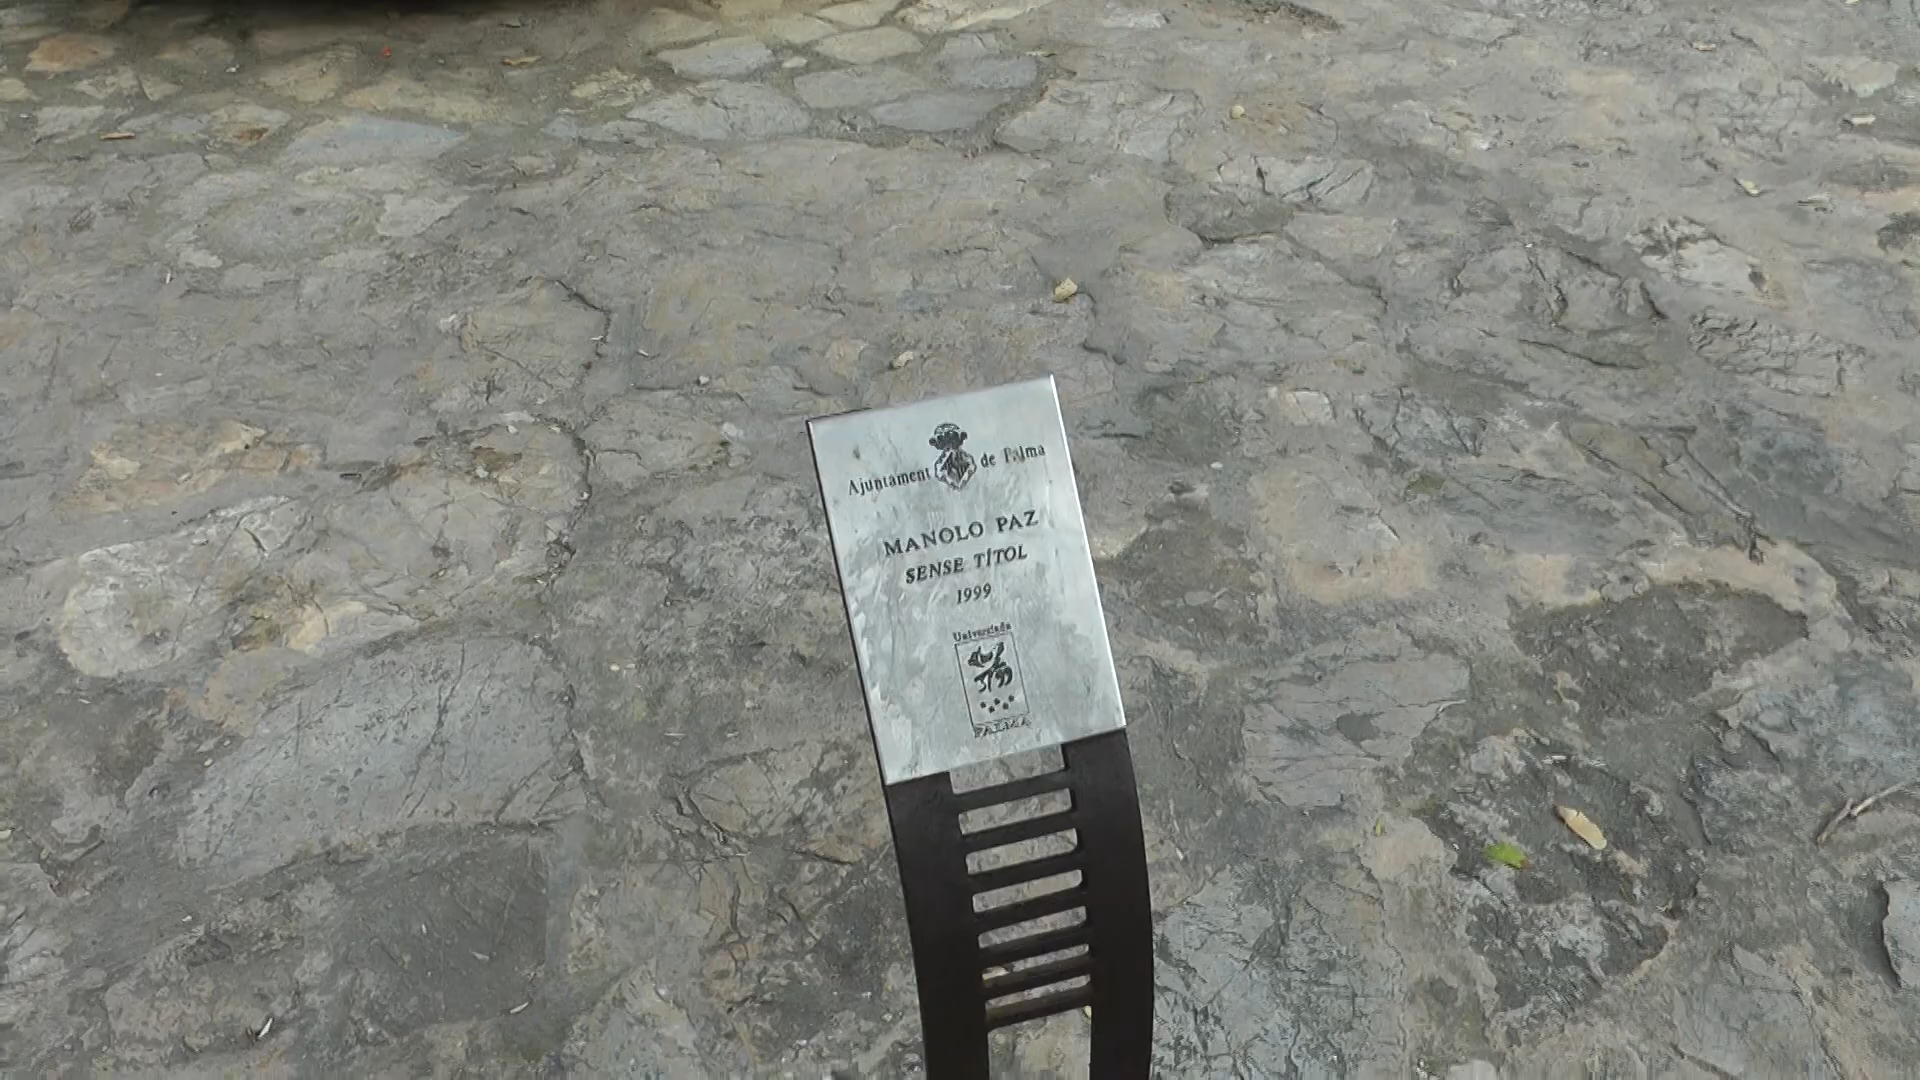 Ajuntament de Palma
MANOLO PAZ
SENSE TÍTOL
1999
Universiada
PALMA